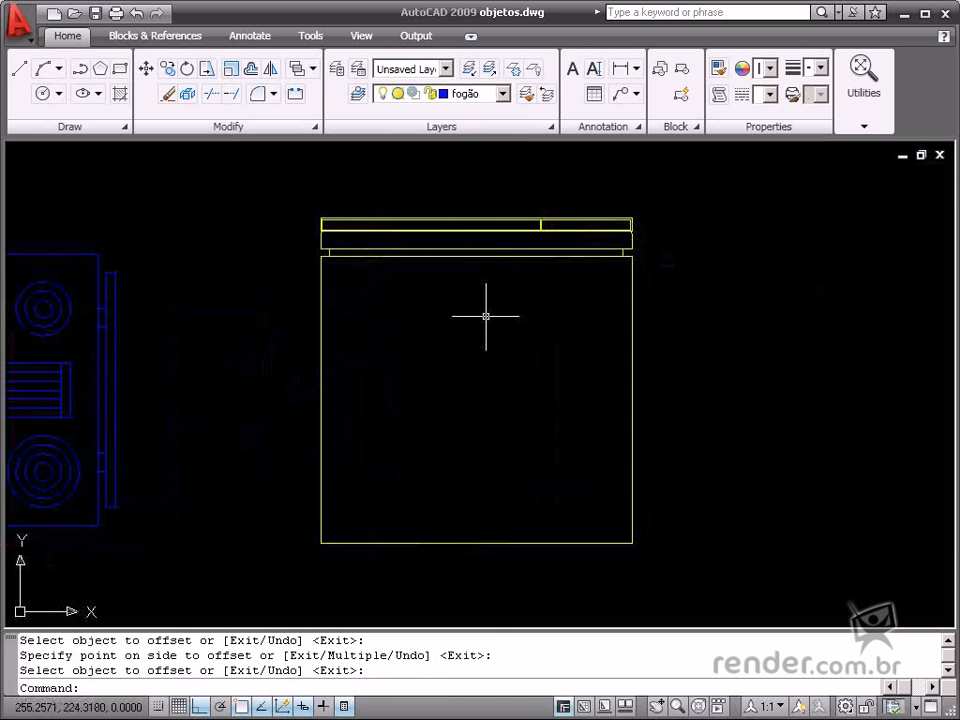 AutoCAD 2009 objetos.dwg
Type a keyword or phrase
Home
Blocks & References
Annotate
Tools
View
Output
Unsaved Lay
fogão
Utilities
Draw
Modify
Layers
Annotation
Block
Properties
Y
X
Select object to offset or [Exit/Undo] <Exit>:
Specify point on side to offset or [Exit/Multiple/Undo] <Exit>:
Select object to offset or [Exit/Undo] <Exit>:
Command:
render.com.br
255.2571, 224.3180, 0.0000
1:1